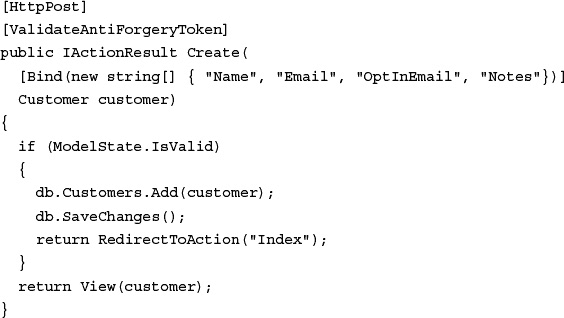 [HttpPost]
[ValidateAntiForgeryToken]
public IActionResult Create(
  [Bind(new string[] { "Name", "Email", "OptInEmail", "Notes"})]
  Customer customer)
{
  if (ModelState.IsValid)
  {
    db.Customers.Add(customer);
    db.SaveChanges();
    return RedirectToAction("Index");
  }
  return View(customer);
}